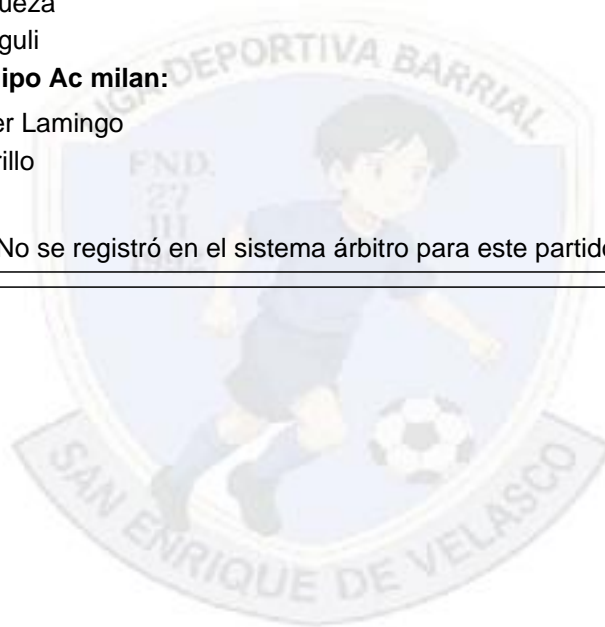 ueza
guli
ipo Ac milan:
er Lamingo
rillo
No se registró en el sistema árbitro para este partid
LIGA DEPORTIVA BARRIAL
FND.
27
III
SAN ENRIQUE DE VELASCO